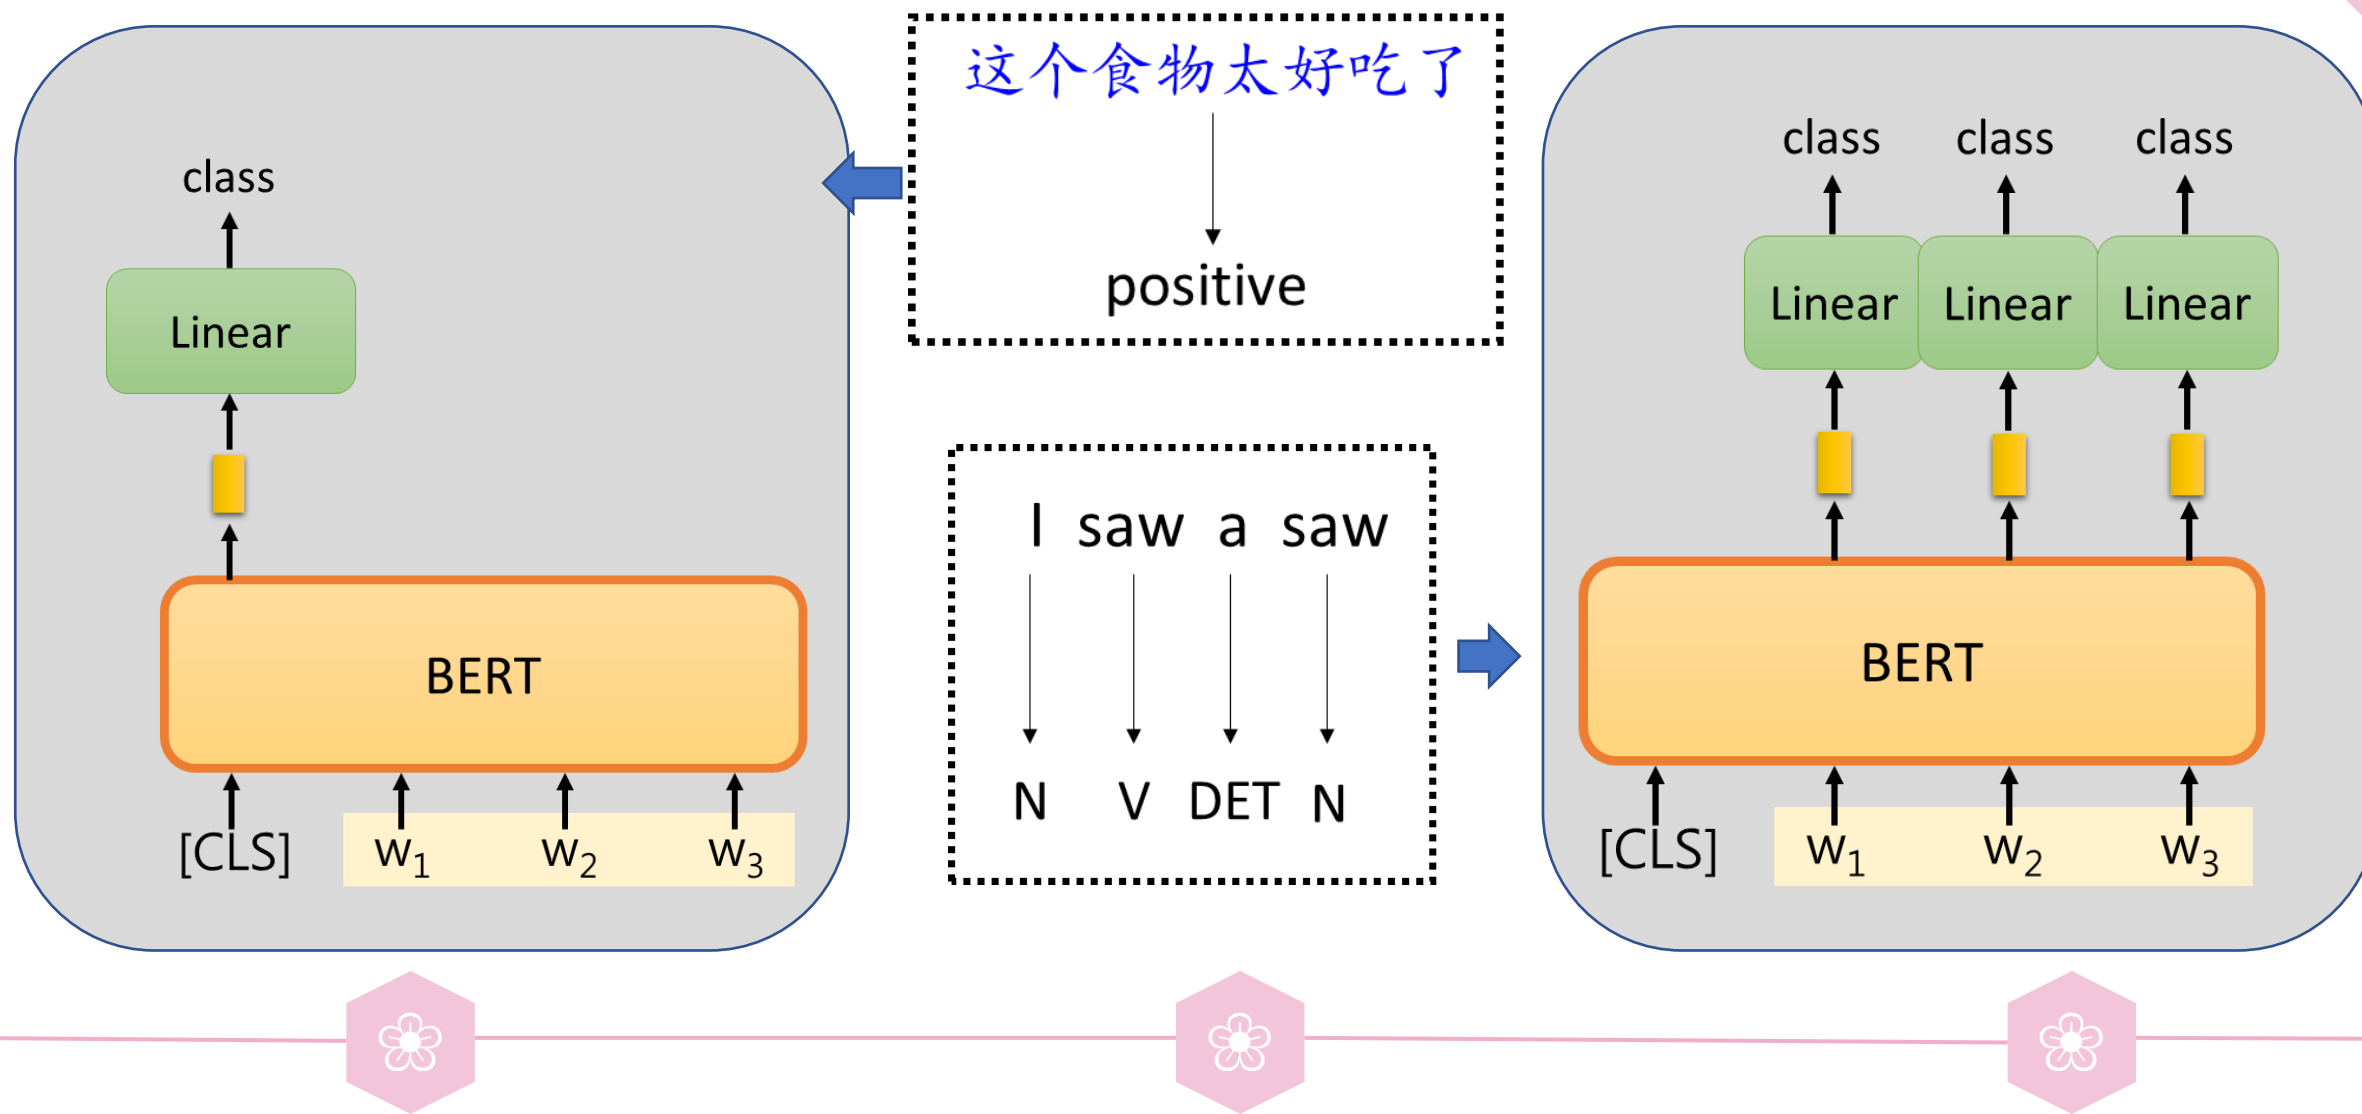 class
Linear
BERT
[CLS] w1 w2 w3
这个食物太好吃了
positive
I saw a saw
N V DET N
class class class
Linear Linear Linear
BERT
[CLS] w1 w2 w3